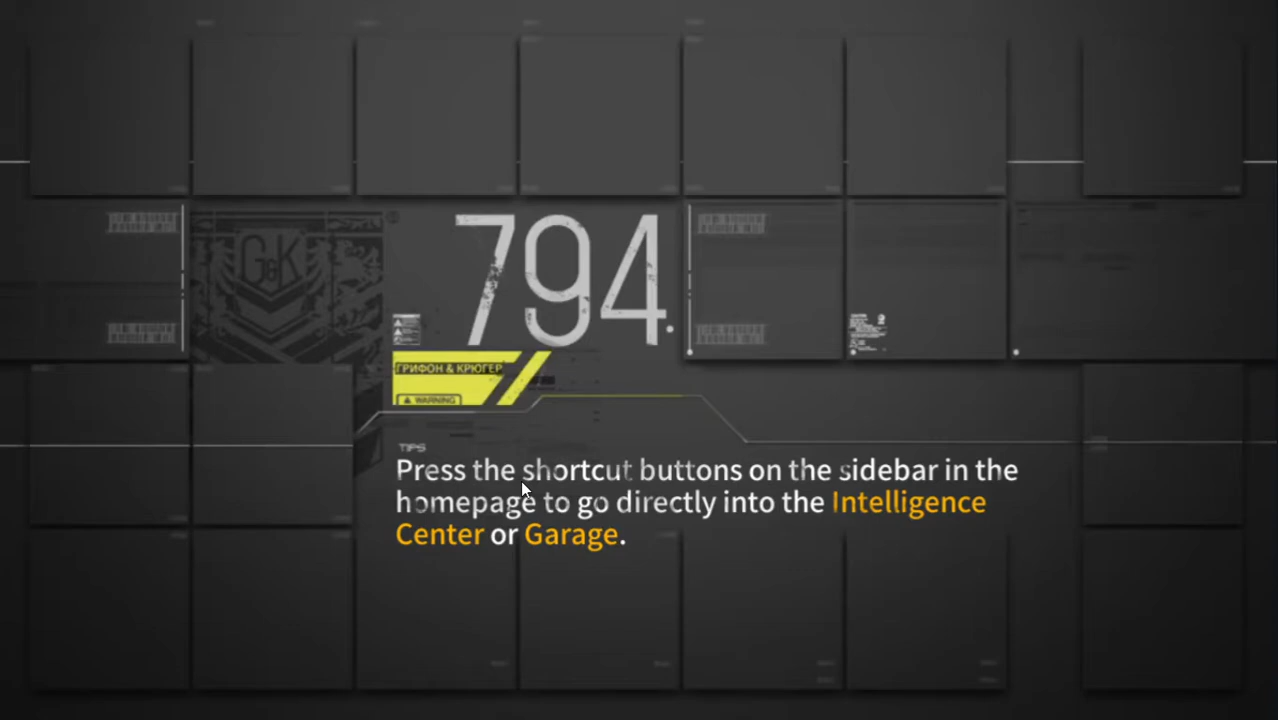 G&K
794.
ГРИФОН & КРЮГЕР
WARNING
TIPS
Press the shortcut buttons on the sidebar in the
homepage to go directly into the Intelligence
Center or Garage.